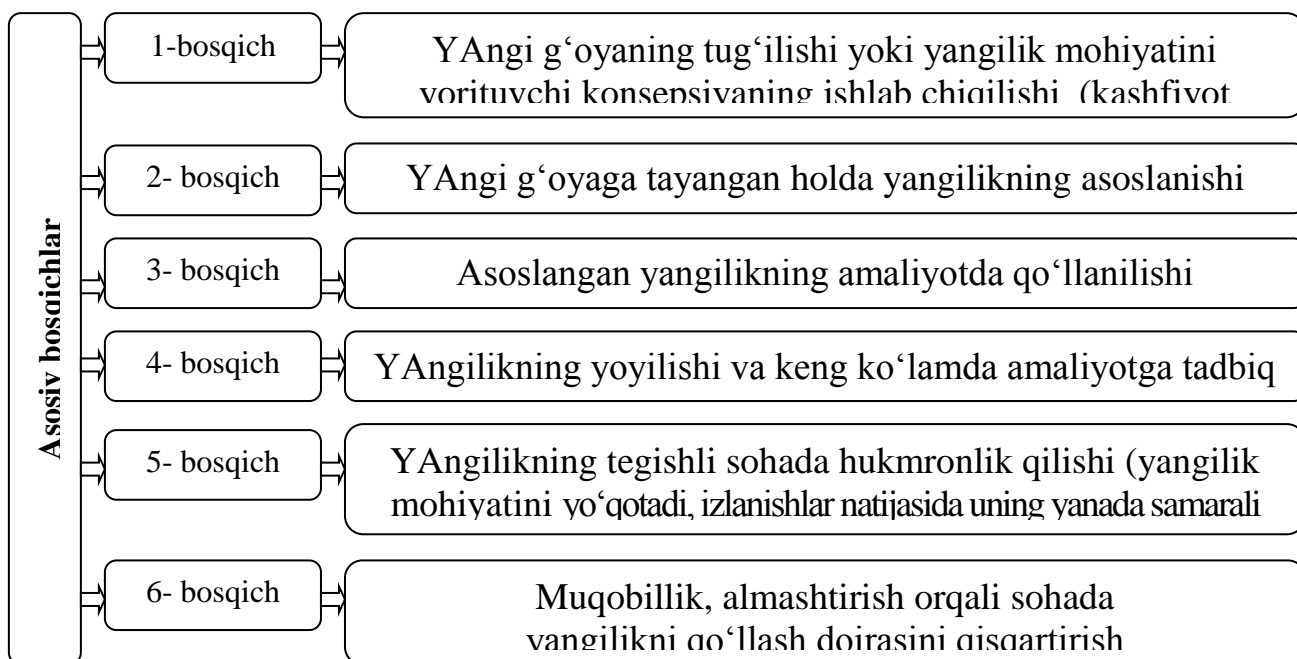 Asosiy bosqichlar
1-bosqich
YAngi g‘oyaning tug‘ilishi yoki yangilik mohiyatini
yorituvchi konsepsiyaning ishlab chiqilishi (kashfiyot
2- bosqich
YAngi g‘oyaga tayangan holda yangilikning asoslanishi
3- bosqich
Asoslangan yangilikning amaliyotda qo‘llanilishi
4- bosqich
YAngilikning yoyilishi va keng ko‘lamda amaliyotga tadbiq
5- bosqich
YAngilikning tegishli sohada hukmronlik qilishi (yangilik
mohiyatini yo‘qotadi, izlanishlar natijasida uning yanada samarali
6- bosqich
Muqobillik, almashtirish orqali sohada
yangilikni qo‘llash doirasini qisqartirish